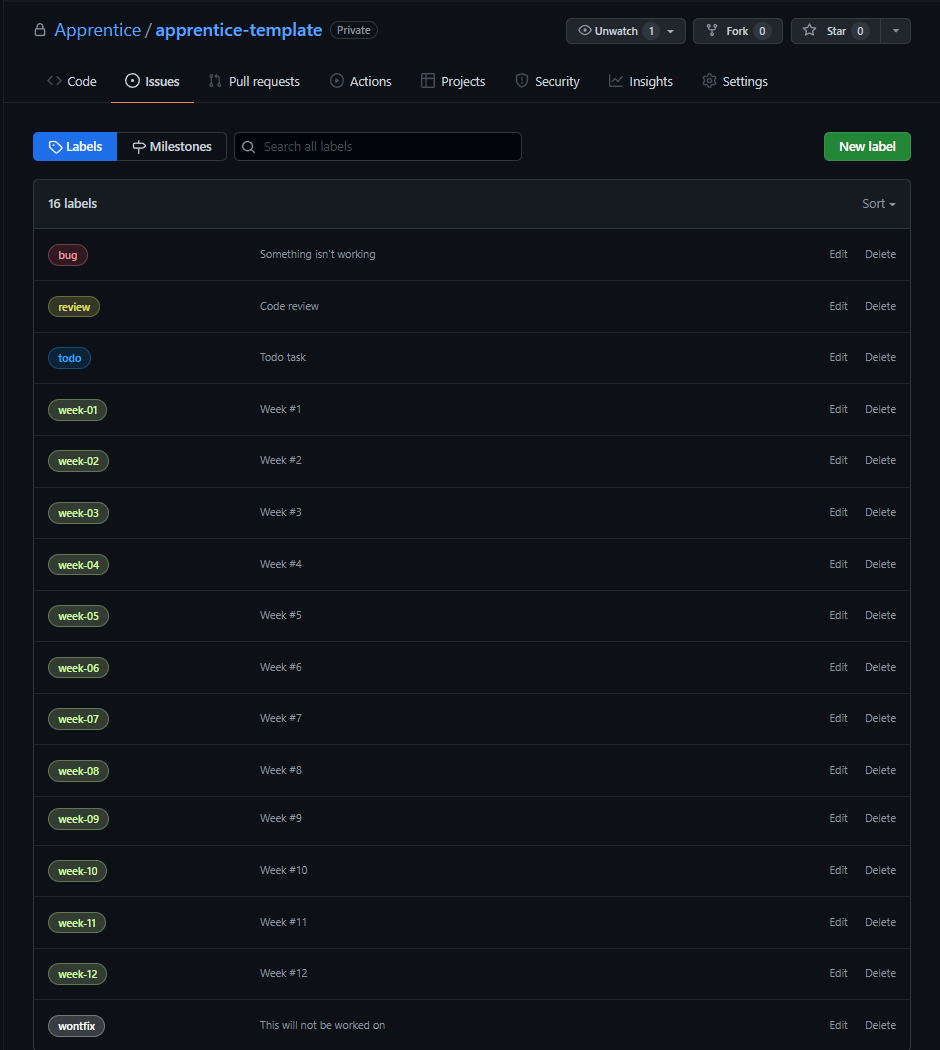 Apprentice / apprentice-template Private Unwatch 1 Fork 0 Star 0
Code Issues Pull requests Actions Projects Security Insights Settings
Labels Milestones Search all labels New label
16 labels Sort
bug Something isn't working Edit Delete
review Code review Edit Delete
todo Todo task Edit Delete
week-01 Week #1 Edit Delete
week-02 Week #2 Edit Delete
week-03 Week #3 Edit Delete
week-04 Week #4 Edit Delete
week-05 Week #5 Edit Delete
week-06 Week #6 Edit Delete
week-07 Week #7 Edit Delete
week-08 Week #8 Edit Delete
week-09 Week #9 Edit Delete
week-10 Week #10 Edit Delete
week-11 Week #11 Edit Delete
week-12 Week #12 Edit Delete
wontfix This will not be worked on Edit Delete